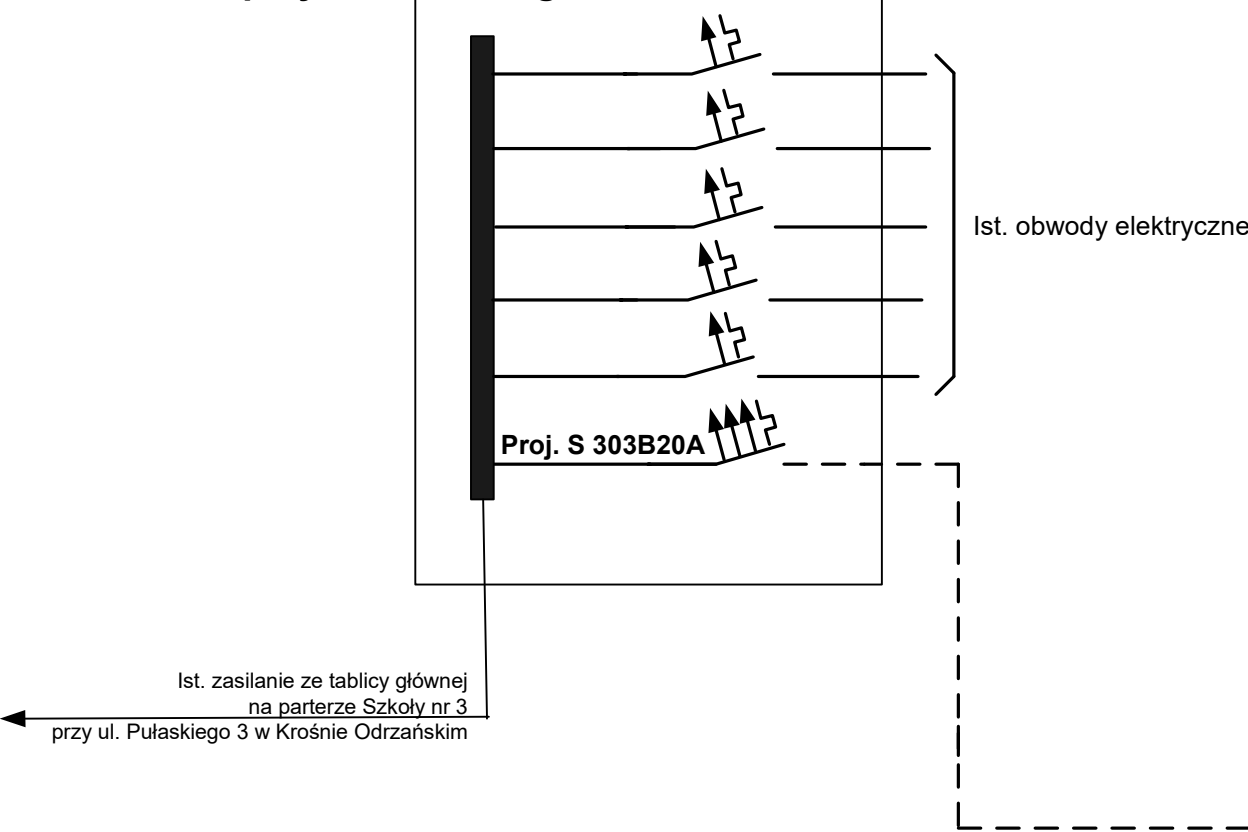 Ist. obwody elektryczne
Proj. S 303B20A
Ist. zasilanie ze tablicy głównej
na parterze Szkoły nr 3
przy ul. Pułaskiego 3 w Krośnie Odrzańskim